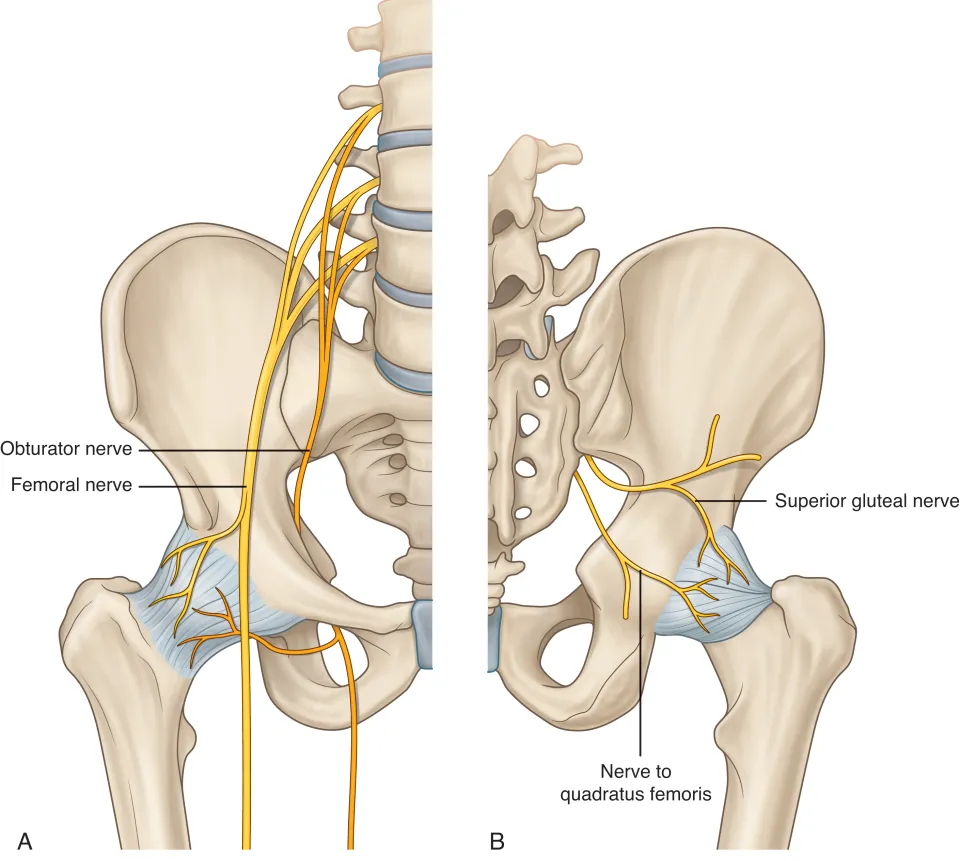 Obturator nerve
Femoral nerve
Superior gluteal nerve
Nerve to
quadratus femoris
A
B